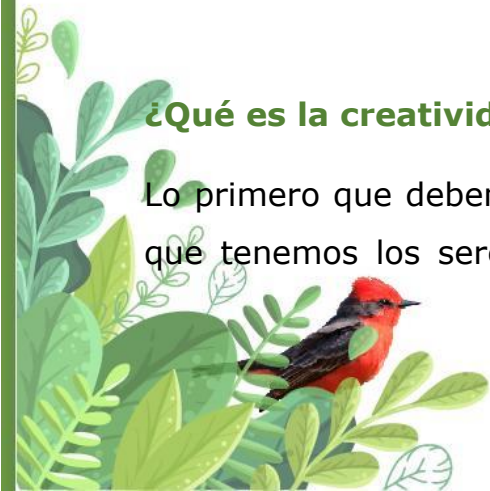 ¿Qué es la creativid
Lo primero que deber
que tenemos los sere